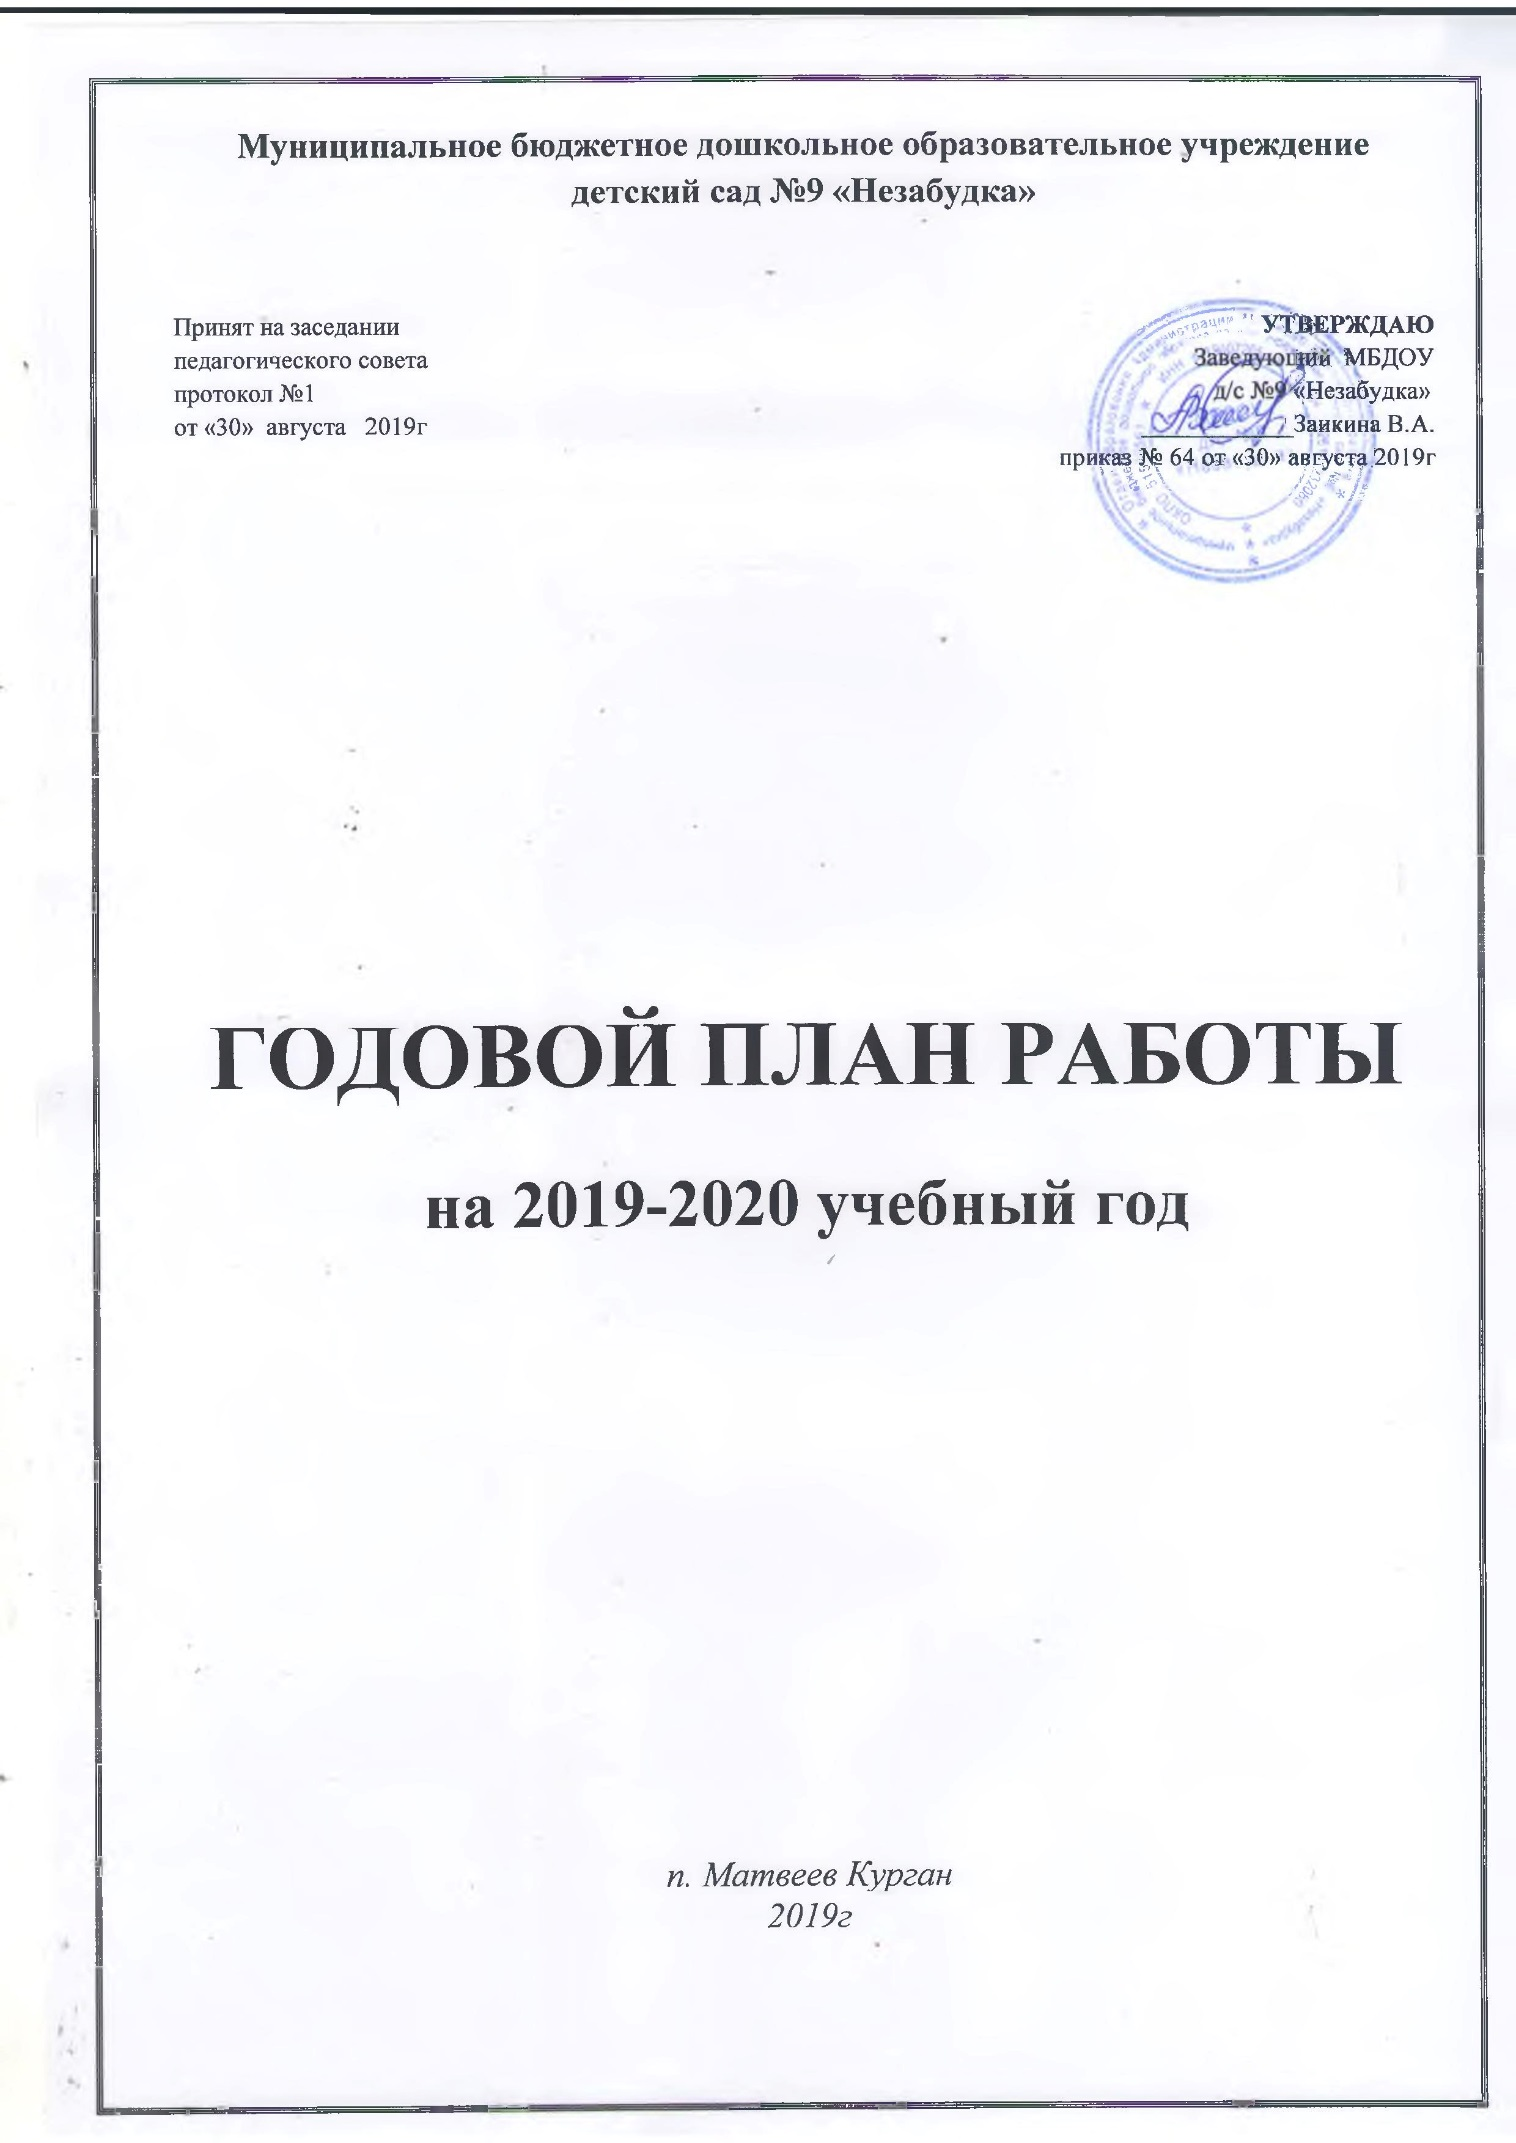 Муниципальное бюджетное дошкольное образовательное учреждение
детский сад №9 «Незабудка»
Принят на заседании
педагогического совета
протокол №1
от «30» августа 2019г
УТВЕРЖДАЮ
Заведующий МБДОУ
д/с №9 «Незабудка»
Заикина В.А.
приказ № 64 от «30» августа 2019г
ГОДОВОЙ ПЛАН РАБОТЫ
на 2019-2020 учебный год
п. Матвеев Курган
2019г